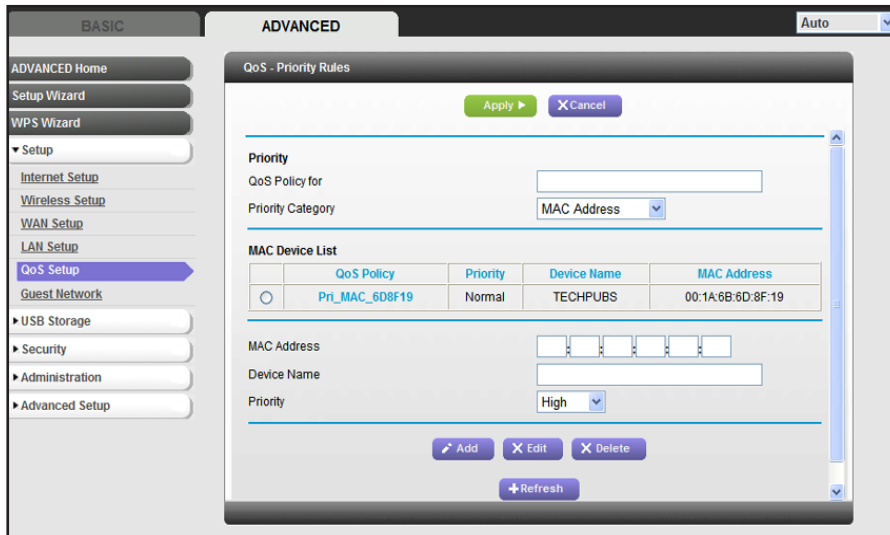 BASIC
ADVANCED
Auto
ADVANCED Home
Setup Wizard
WPS Wizard
Setup
Internet Setup
Wireless Setup
WAN Setup
LAN Setup
QoS Setup
Guest Network
USB Storage
Security
Administration
Advanced Setup
QoS - Priority Rules
Apply
Cancel
Priority
QoS Policy for
Priority Category MAC Address
MAC Device List
QoS Policy Priority Device Name MAC Address
Pri_MAC_6D8F19 Normal TECHPUBS 00:1A:6B:6D:8F:19
MAC Address : : : : :
Device Name
Priority High
Add Edit Delete
Refresh